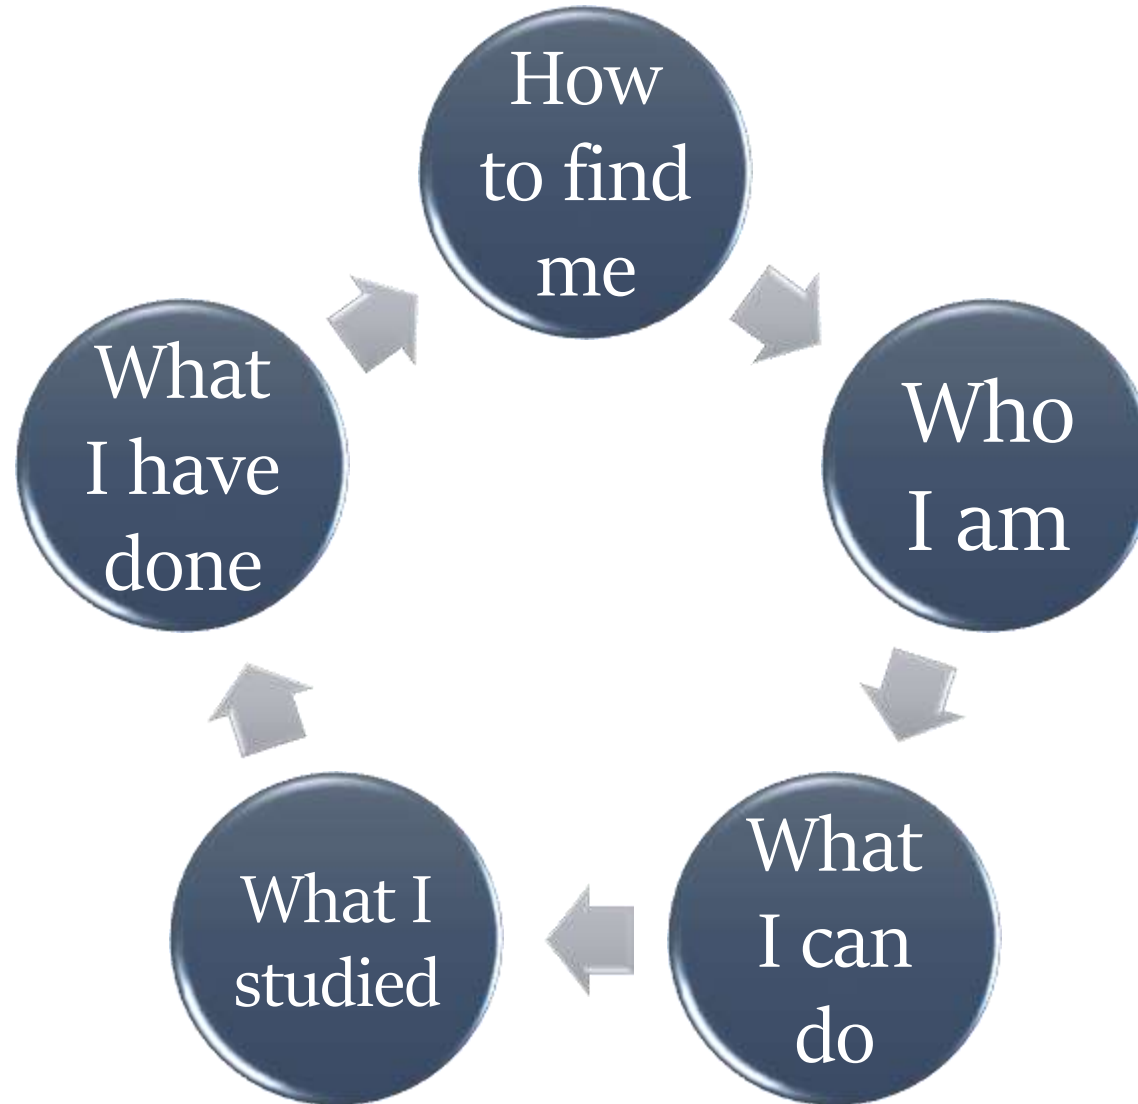 How
to find
me
Who
I am
What
I can
do
What I
studied
What
I have
done